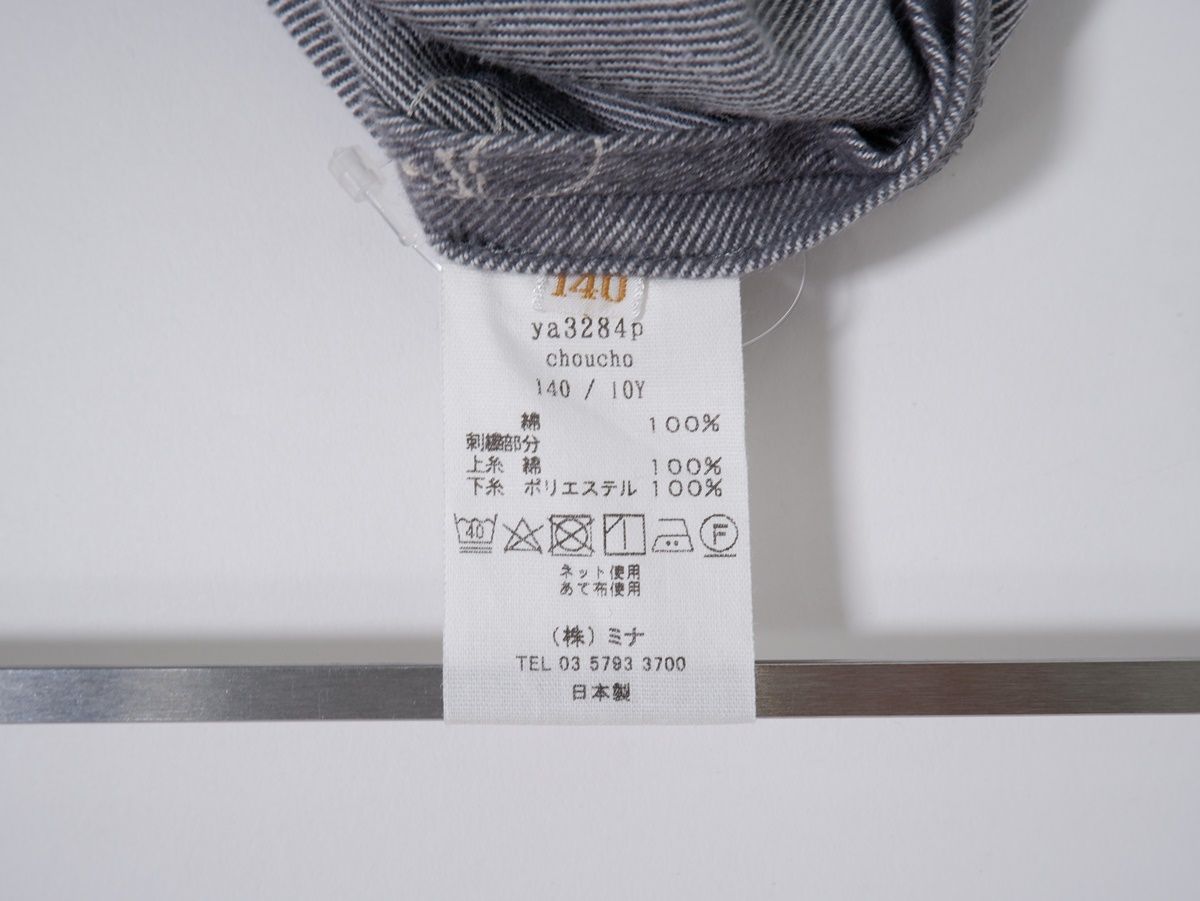 140
ya3284p
choucho
140 / 10Y
綿 100%
刺繍部分
上糸 綿 100%
下糸 ポリエステル 100%
40 F
ネット使用
あて布使用
(株)ミナ
TEL 03 5793 3700
日本製